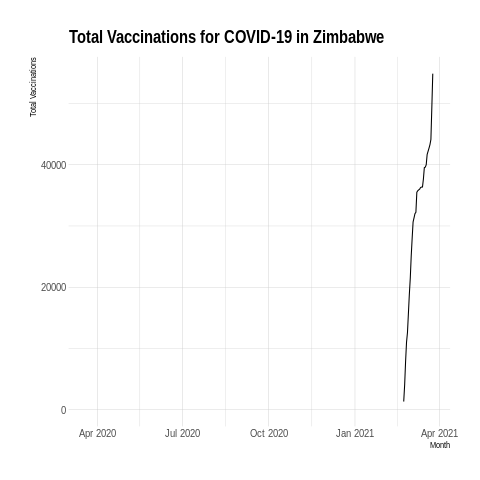 Total Vaccinations for COVID-19 in Zimbabwe
Total Vaccinations
40000
20000
0
Apr 2020 Jul 2020 Oct 2020 Jan 2021 Apr 2021
Month